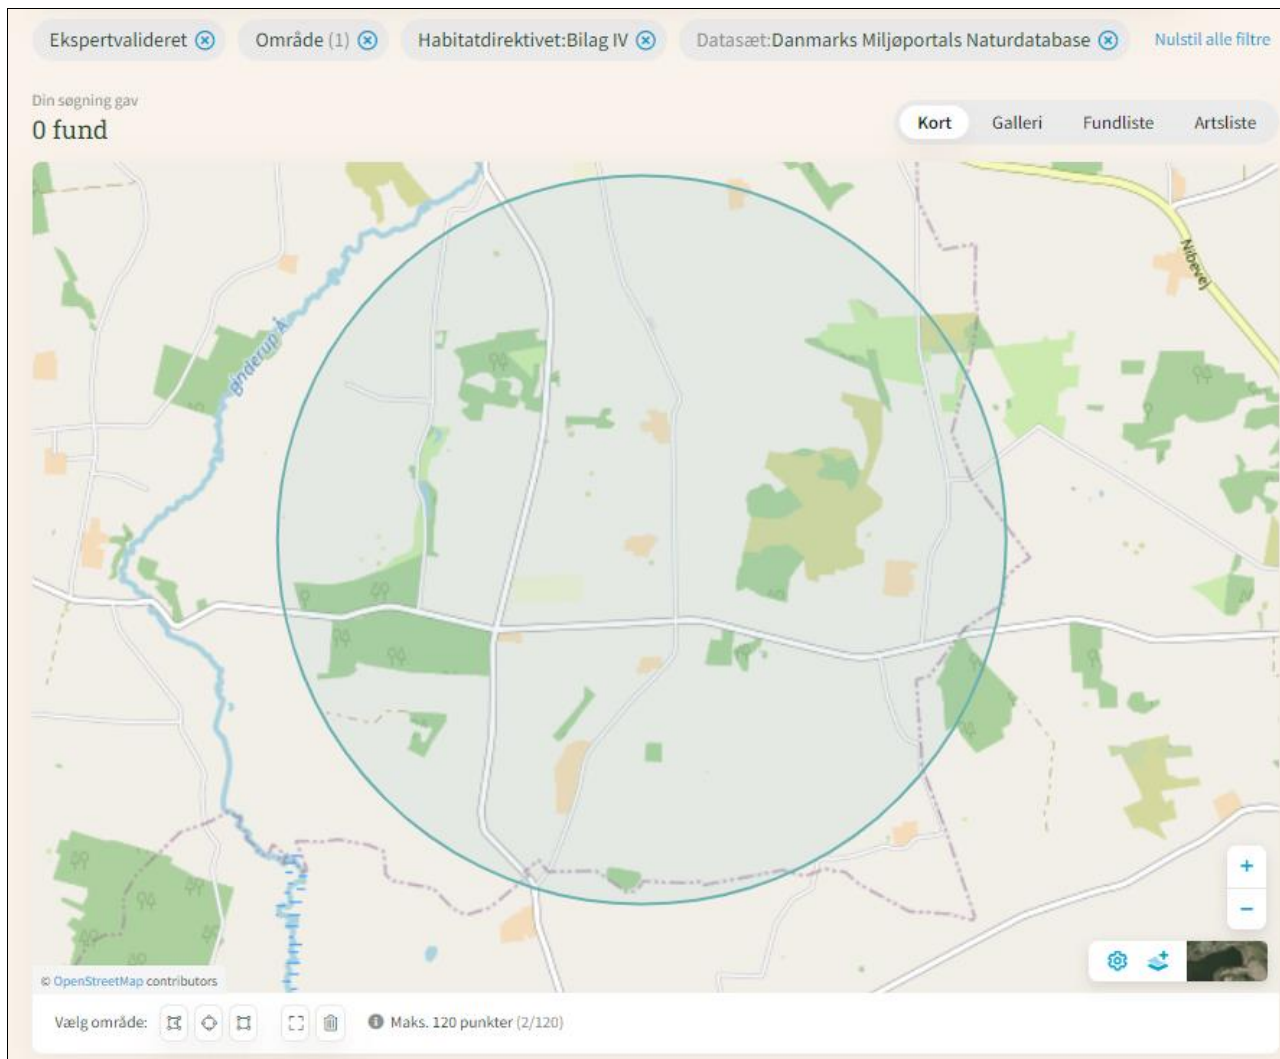 Ekspertvalideret Område (1) Habitatdirektivet:Bilag IV Datasæt:Danmarks Miljøportals Naturdatabase Nulstil alle filtre
Din søgning gav
0 fund
Kort Galleri Fundliste Artsliste
Nibevej
Binderup Å
+
−
© OpenStreetMap contributors
Vælg område: Maks. 120 punkter (2/120)